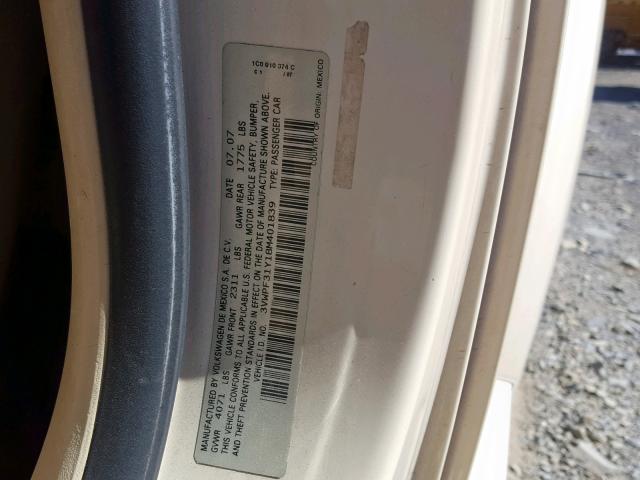 1C0 010 374 C
MANUFACTURED BY VOLKSWAGEN DE MEXICO S.A. DE C.V. DATE 07.07
GVWR 4071 LBS GAWR FRONT 2311 LBS GAWR REAR 1775 LBS
THIS VEHICLE CONFORMS TO ALL APPLICABLE U.S. FEDERAL MOTOR VEHICLE SAFETY, BUMPER,
AND THEFT PREVENTION STANDARDS IN EFFECT ON THE DATE OF MANUFACTURE SHOWN ABOVE.
VEHICLE I.D. NO. 3VWPF31Y18M401839 TYPE: PASSENGER CAR
COUNTRY OF ORIGIN: MEXICO